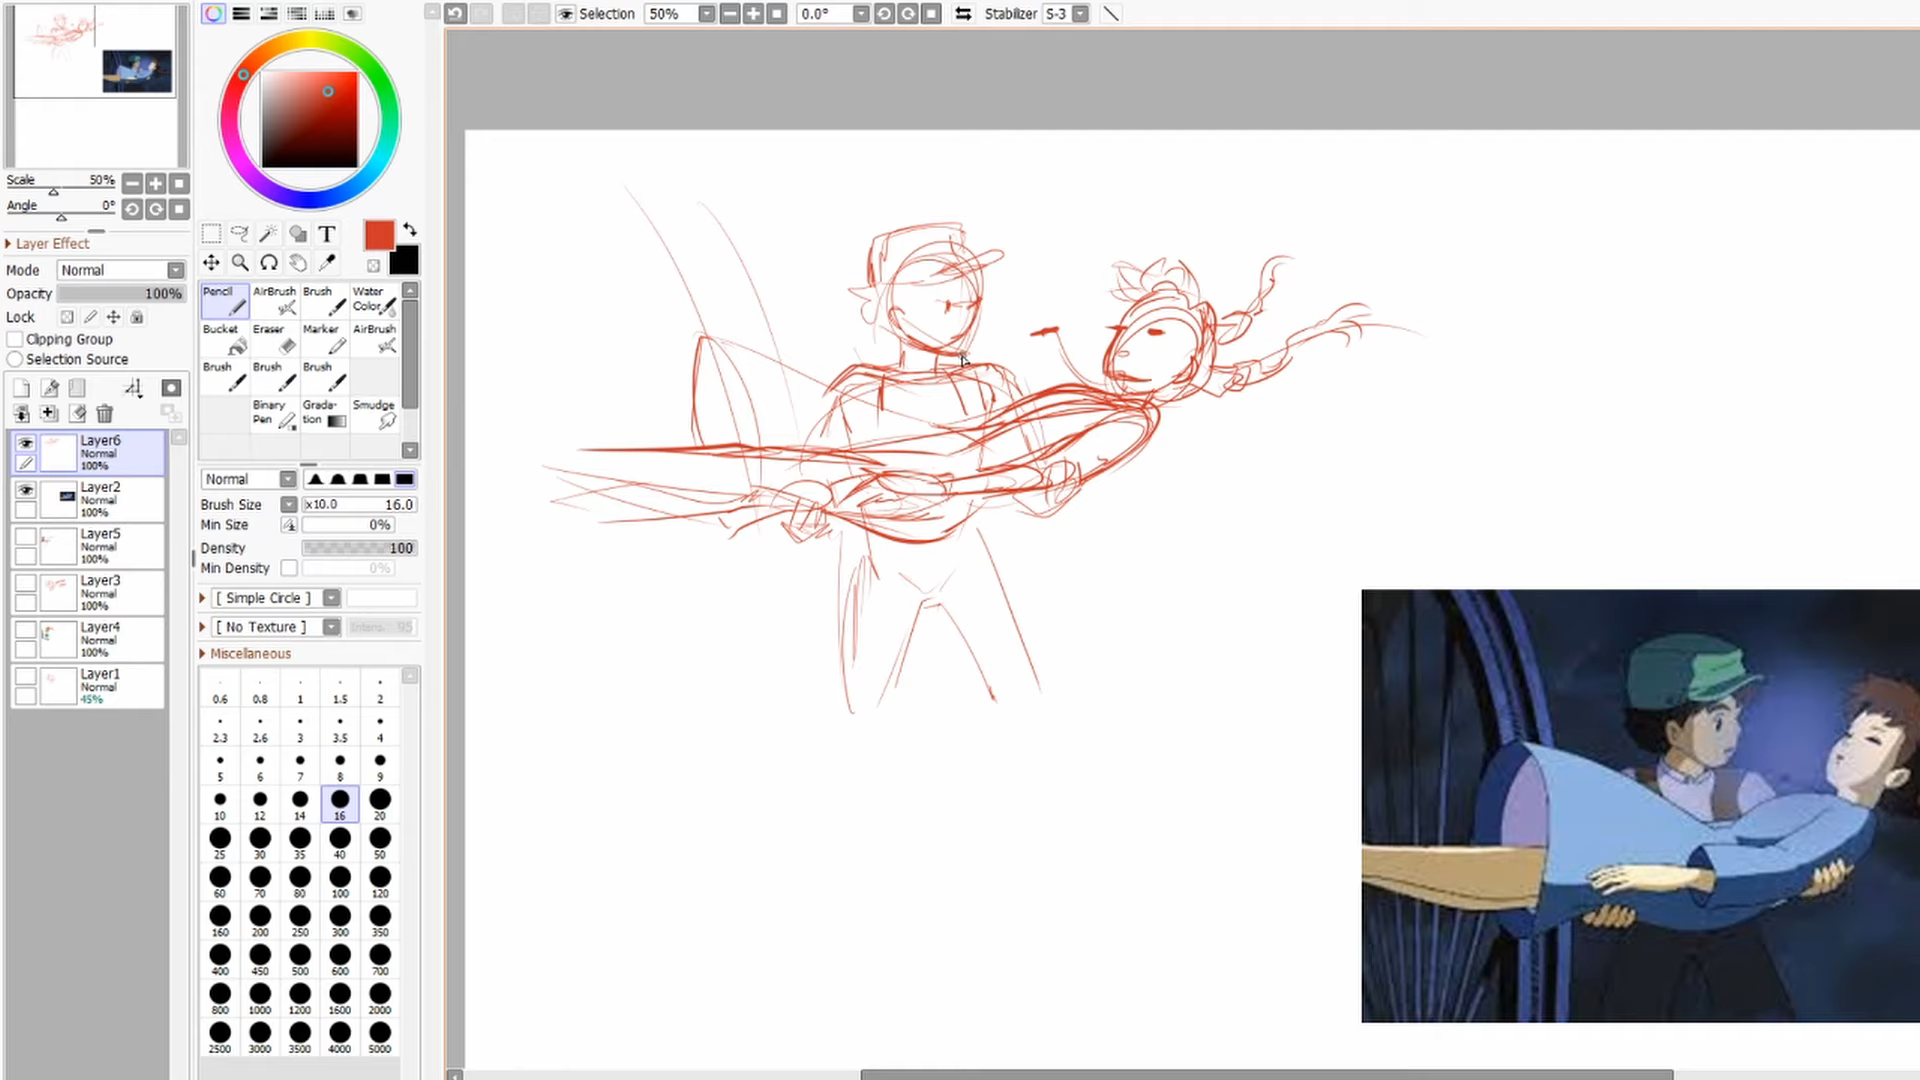 Selection 50% 0.0° Stabilizer S-3
Scale 50%
Angle 0°
Layer Effect
Mode Normal
Opacity 100%
Lock
Clipping Group
Selection Source
Layer6
Normal
100%
Layer2
Normal
100%
Layer5
Normal
100%
Layer3
Normal
100%
Layer4
Normal
100%
Layer1
Normal
45%
T
Pencil AirBrush Brush Water Color
Bucket Eraser Marker AirBrush
Brush Brush Brush
Binary Pen Grada-tion Smudge
Normal
Brush Size x10.0 16.0
Min Size 0%
Density 100
Min Density 0%
[ Simple Circle ]
[ No Texture ] Intens. 95
Miscellaneous
0.6 0.8 1 1.5 2
2.3 2.6 3 3.5 4
5 6 7 8 9
10 12 14 16 20
25 30 35 40 50
60 70 80 100 120
160 200 250 300 350
400 450 500 600 700
800 1000 1200 1600 2000
2500 3000 3500 4000 5000